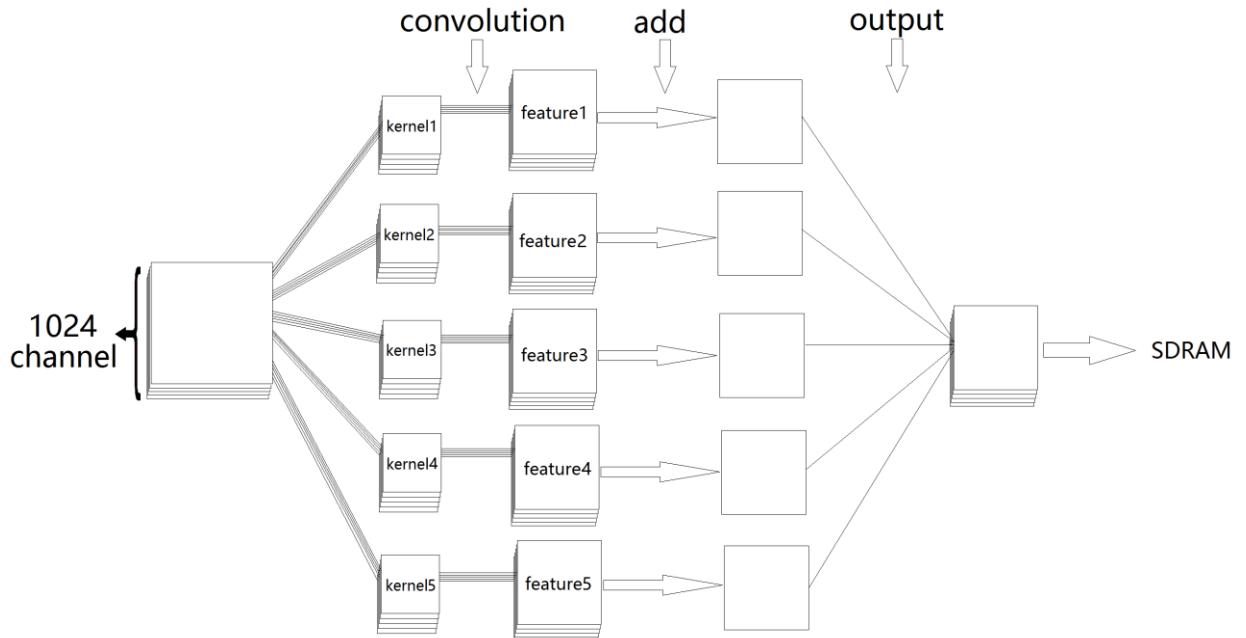 convolution
add
output
kernel1
feature1
kernel2
feature2
1024
channel
kernel3
feature3
SDRAM
kernel4
feature4
kernel5
feature5